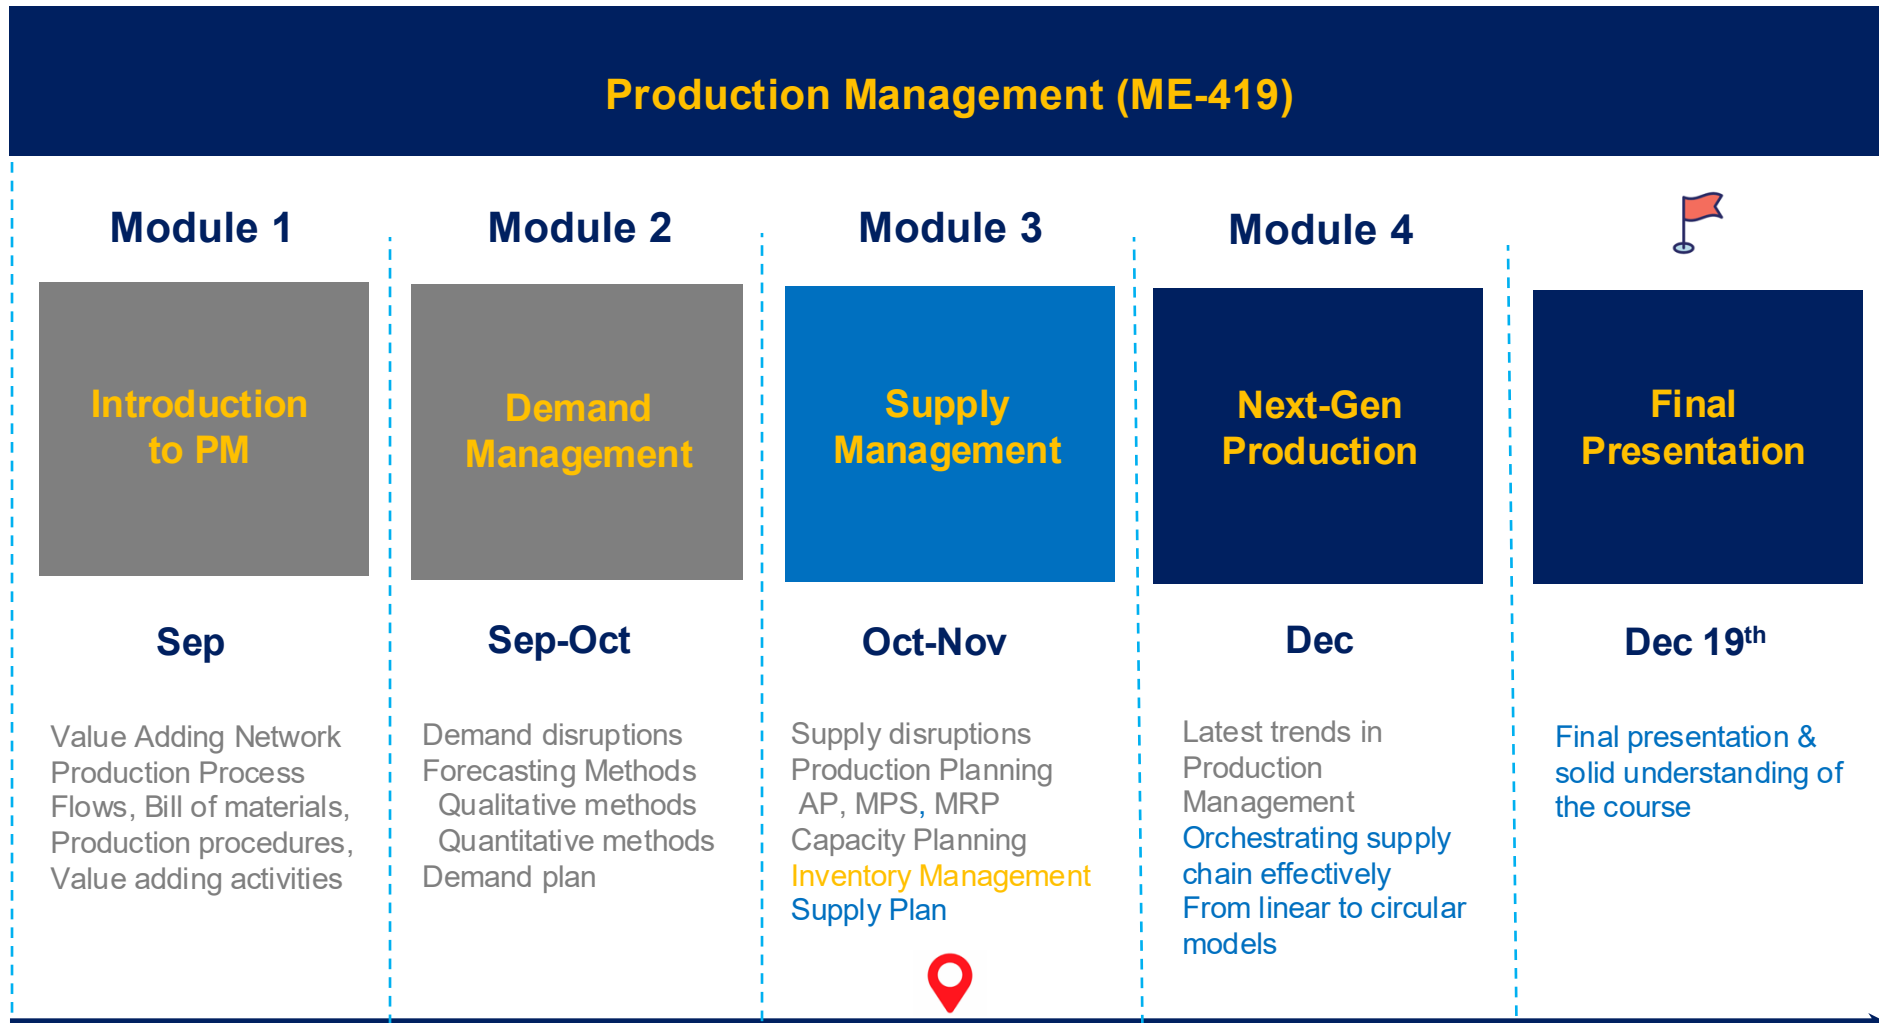 Production Management (ME-419)
Module 1
Module 2
Module 3
Module 4
Introduction
to PM
Demand
Management
Supply
Management
Next-Gen
Production
Final
Presentation
Sep
Sep-Oct
Oct-Nov
Dec
Dec 19th
Value Adding Network
Production Process
Flows, Bill of materials,
Production procedures,
Value adding activities
Demand disruptions
Forecasting Methods
Qualitative methods
Quantitative methods
Demand plan
Supply disruptions
Production Planning
AP, MPS, MRP
Capacity Planning
Inventory Management
Supply Plan
Latest trends in
Production
Management
Orchestrating supply
chain effectively
From linear to circular
models
Final presentation &
solid understanding of
the course